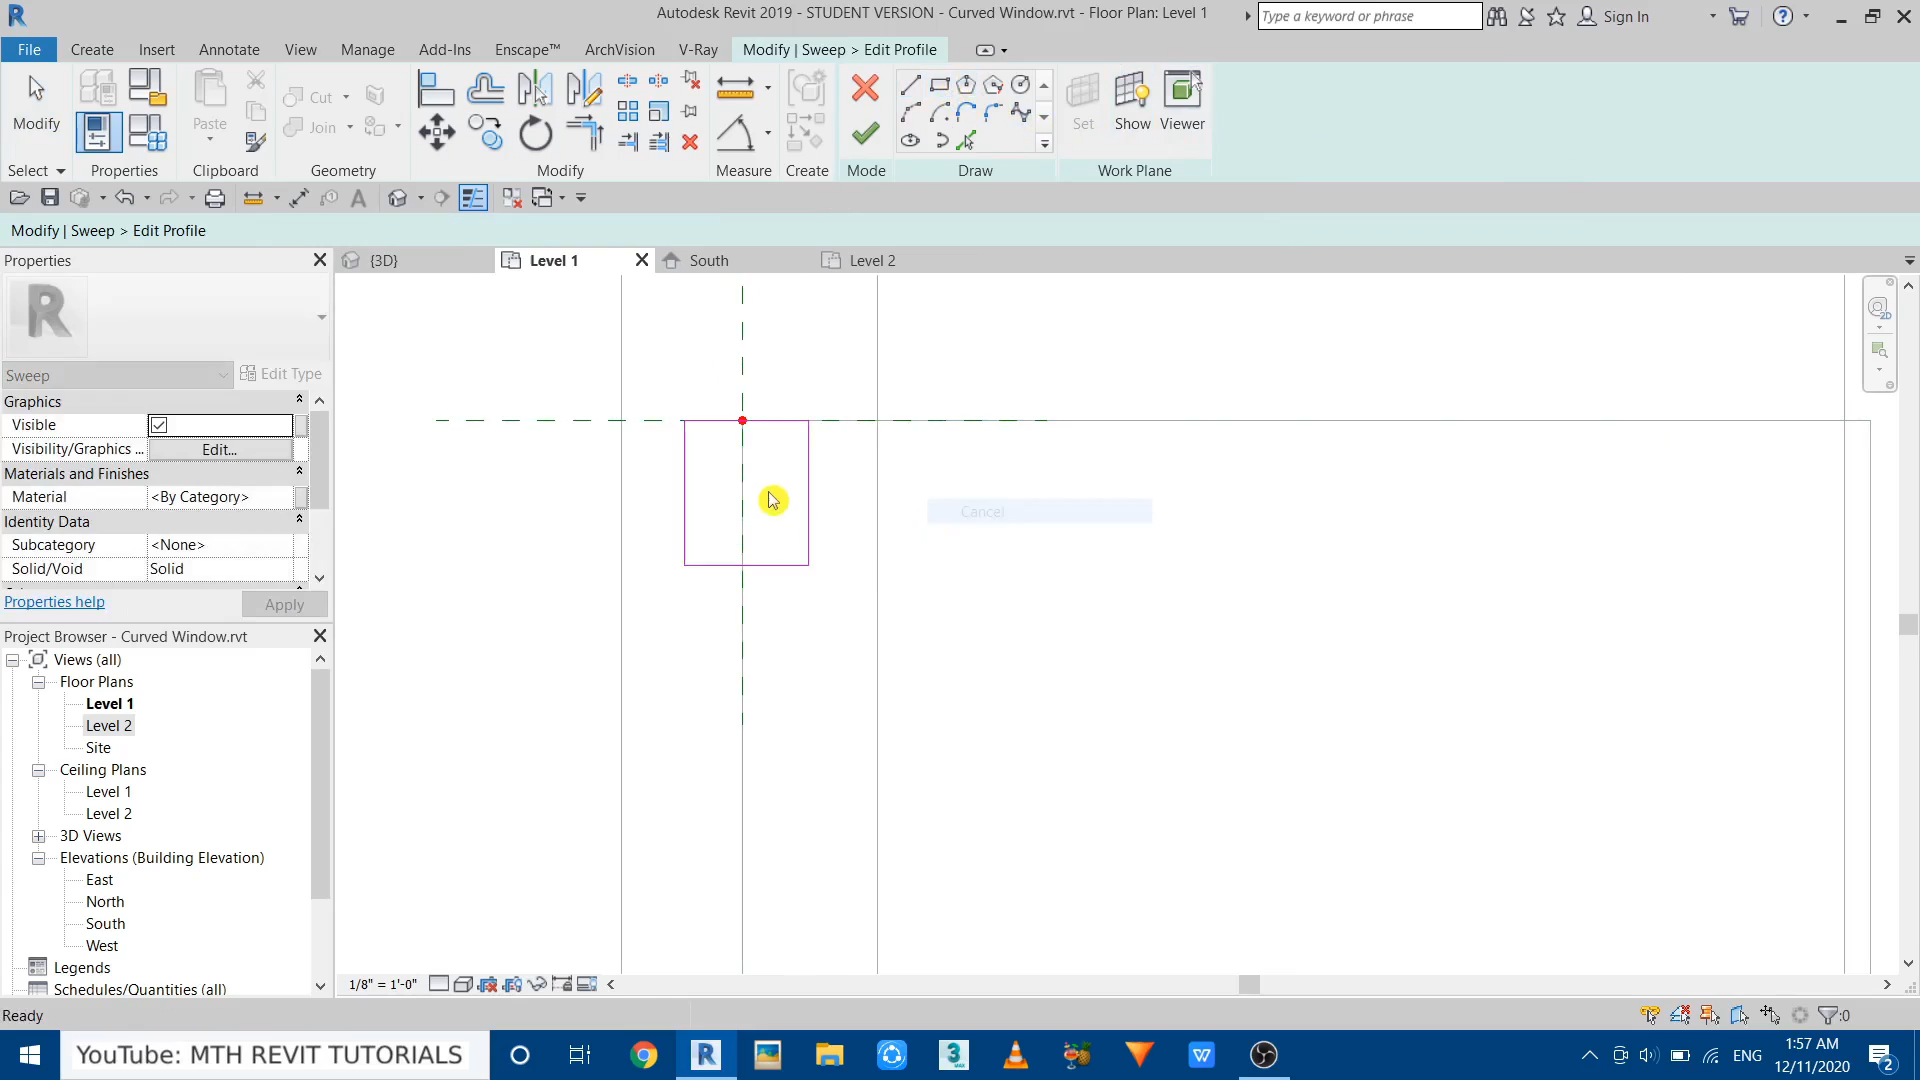 Autodesk Revit 2019 - STUDENT VERSION - Curved Window.rvt - Floor Plan: Level 1
Type a keyword or phrase
Sign In
File Create Insert Annotate View Manage Add-Ins Enscape™ ArchVision V-Ray Modify | Sweep > Edit Profile
Modify
Paste
Cut
Join
Set
Show
Viewer
Select Properties Clipboard Geometry Modify Measure Create Mode Draw Work Plane
Modify | Sweep > Edit Profile
Properties
{3D} Level 1 South Level 2
Sweep
Edit Type
Graphics
Visible
Visibility/Graphics ... Edit...
Materials and Finishes
Material <By Category>
Identity Data
Subcategory <None>
Solid/Void Solid
Properties help
Apply
Cancel
Project Browser - Curved Window.rvt
Views (all)
Floor Plans
Level 1
Level 2
Site
Ceiling Plans
Level 1
Level 2
3D Views
Elevations (Building Elevation)
East
North
South
West
Legends
Schedules/Quantities (all)
1/8" = 1'-0"
Ready
:0
YouTube: MTH REVIT TUTORIALS
ENG
1:57 AM
12/11/2020
2